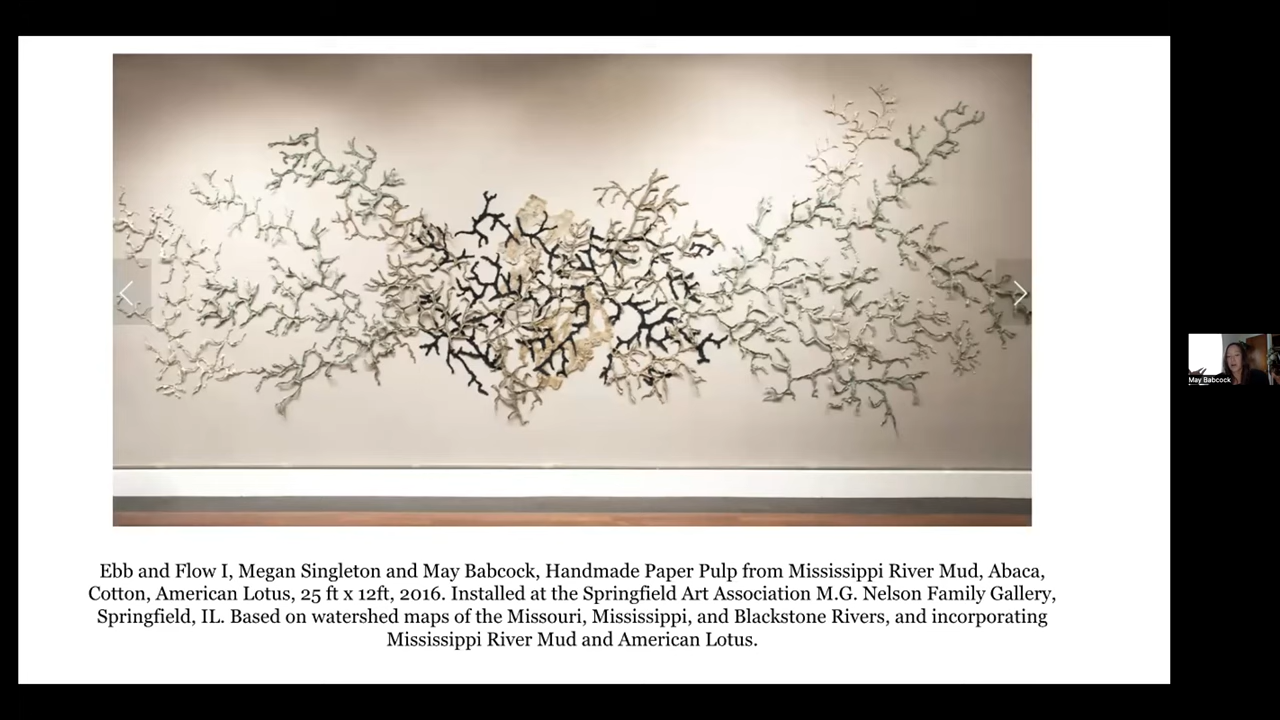 Ebb and Flow I, Megan Singleton and May Babcock, Handmade Paper Pulp from Mississippi River Mud, Abaca,
Cotton, American Lotus, 25 ft x 12ft, 2016. Installed at the Springfield Art Association M.G. Nelson Family Gallery,
Springfield, IL. Based on watershed maps of the Missouri, Mississippi, and Blackstone Rivers, and incorporating
Mississippi River Mud and American Lotus.
May Babcock